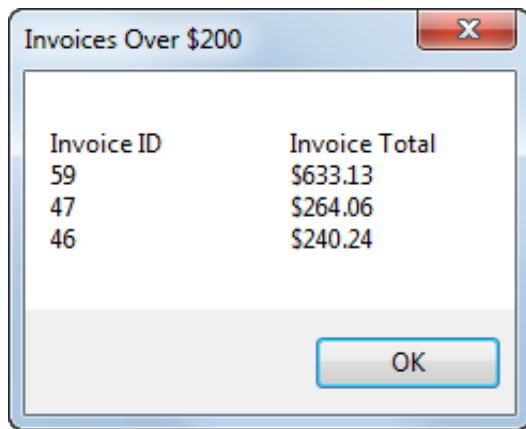 Invoices Over $200
Invoice ID Invoice Total
59 $633.13
47 $264.06
46 $240.24
OK